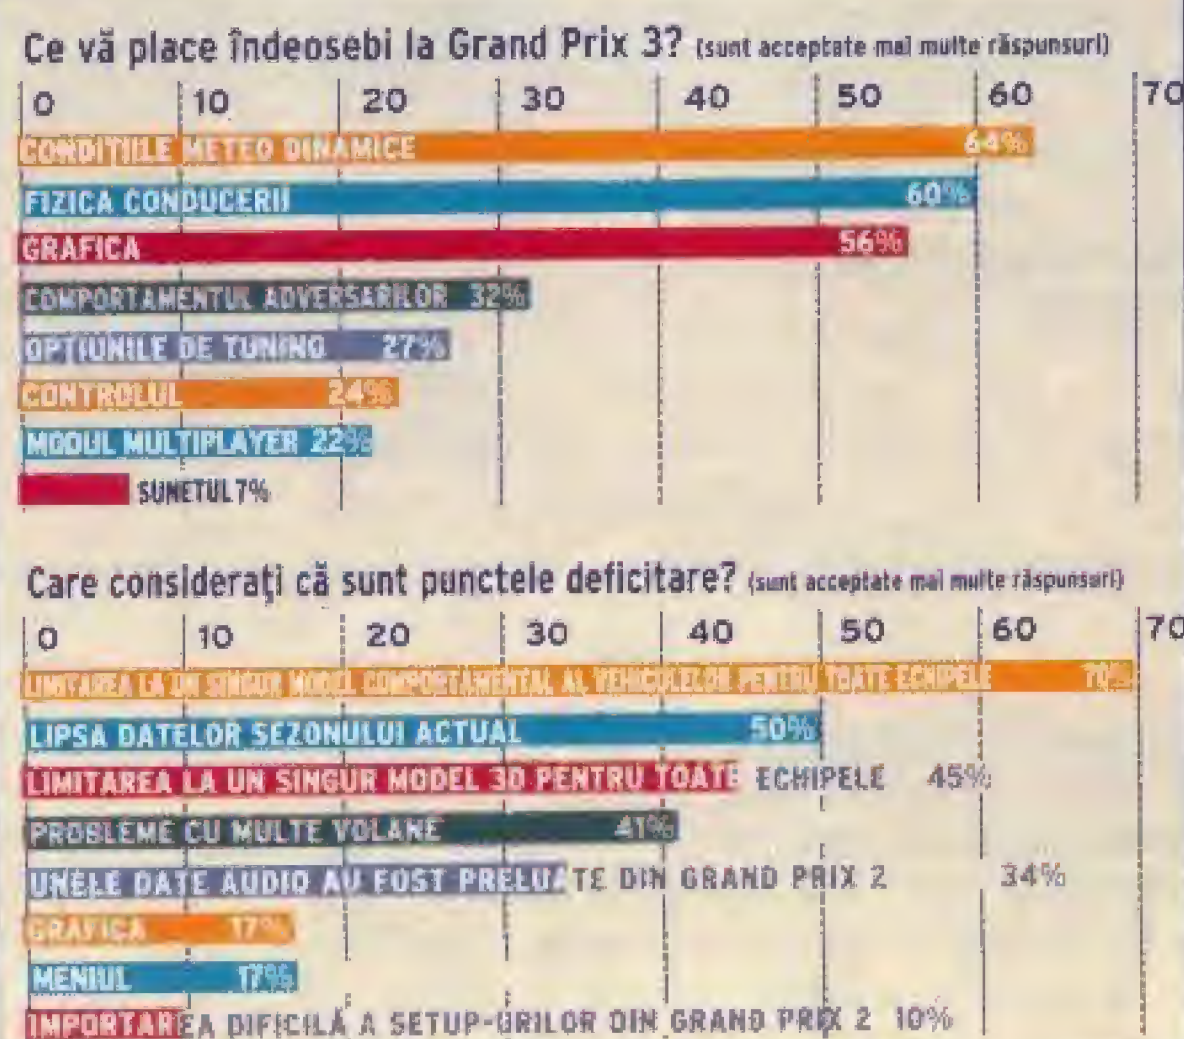 Ce vă place îndeosebi la Grand Prix 3? (sunt acceptate mai multe răspunsuri)
0 10 20 30 40 50 60 70
CONDIŢIILE METEO DINAMICE 64%
FIZICA CONDUCERII 60%
GRAFICA 56%
COMPORTAMENTUL ADVERSARILOR 32%
OPTIUNILE DE TUNING 27%
CONTROLUL 24%
MODUL MULTIPLAYER 22%
SUNETUL 7%
Care consideraţi că sunt punctele deficitare? (sunt acceptate mai multe răspunsuri)
0 10 20 30 40 50 60 70
LIMITAREA LA UN SINGUR MODEL COMPORTAMENTAL AL VEHICULELOR PENTRU TOATE ECHIPELE 70%
LIPSA DATELOR SEZONULUI ACTUAL 50%
LIMITAREA LA UN SINGUR MODEL 3D PENTRU TOATE ECHIPELE 45%
PROBLEME CU MULTE VOLANE 41%
UNELE DATE AUDIO AU FOST PRELUATE DIN GRAND PRIX 2 34%
GRAFICA 17%
MENIUL 17%
IMPORTAREA DIFICILĂ A SETUP-URILOR DIN GRAND PRIX 2 10%